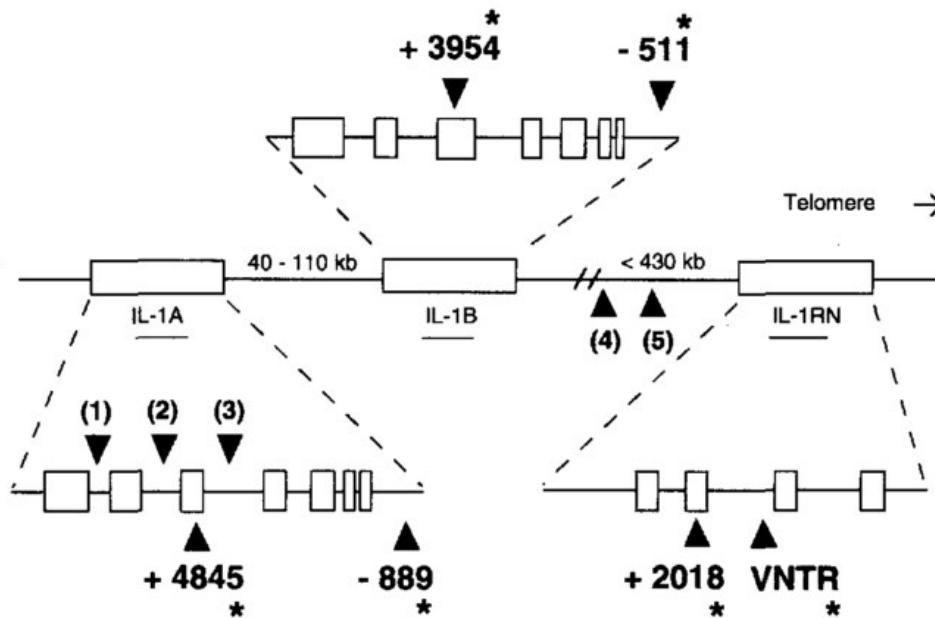 * *
+ 3954 - 511
Telomere →
40 - 110 kb < 430 kb
IL-1A IL-1B (4) (5) IL-1RN
(1) (2) (3)
+ 4845 - 889 + 2018 VNTR
* * * *